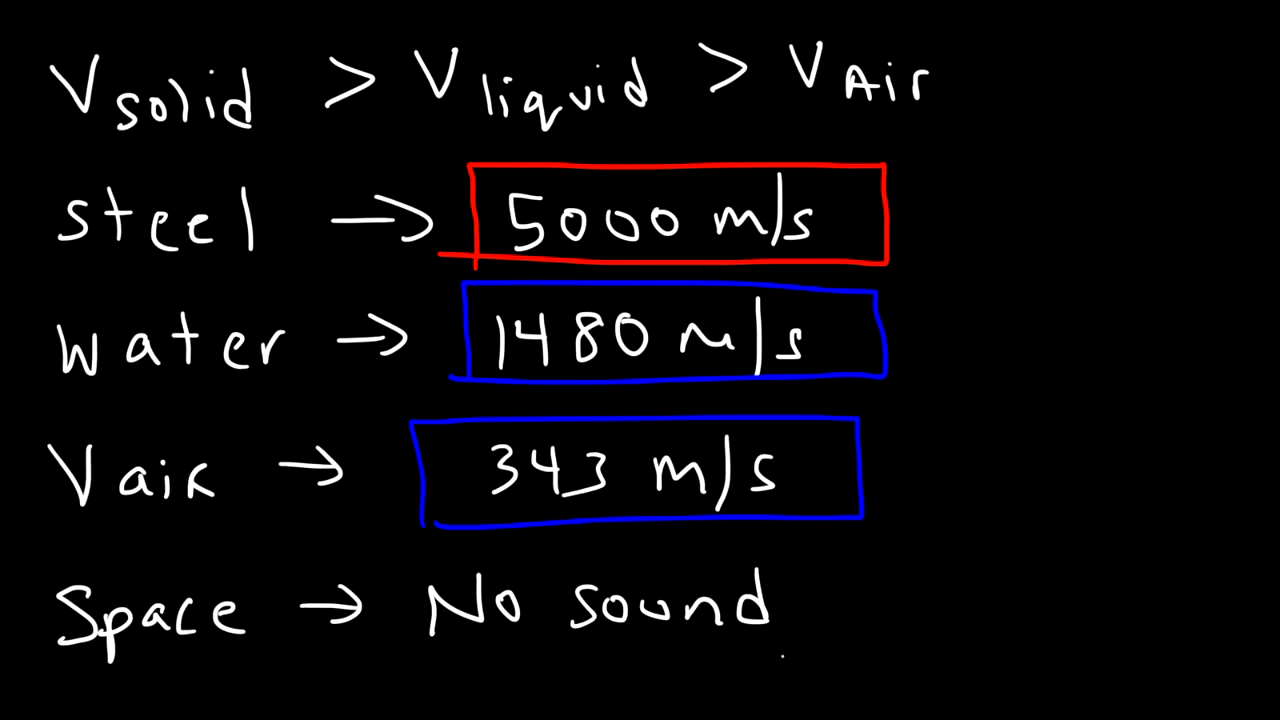 Vsolid > Vliquid > VAir
steel → 5000 m/s
water → 1480 m/s
Vair → 343 m/s
Space → No sound